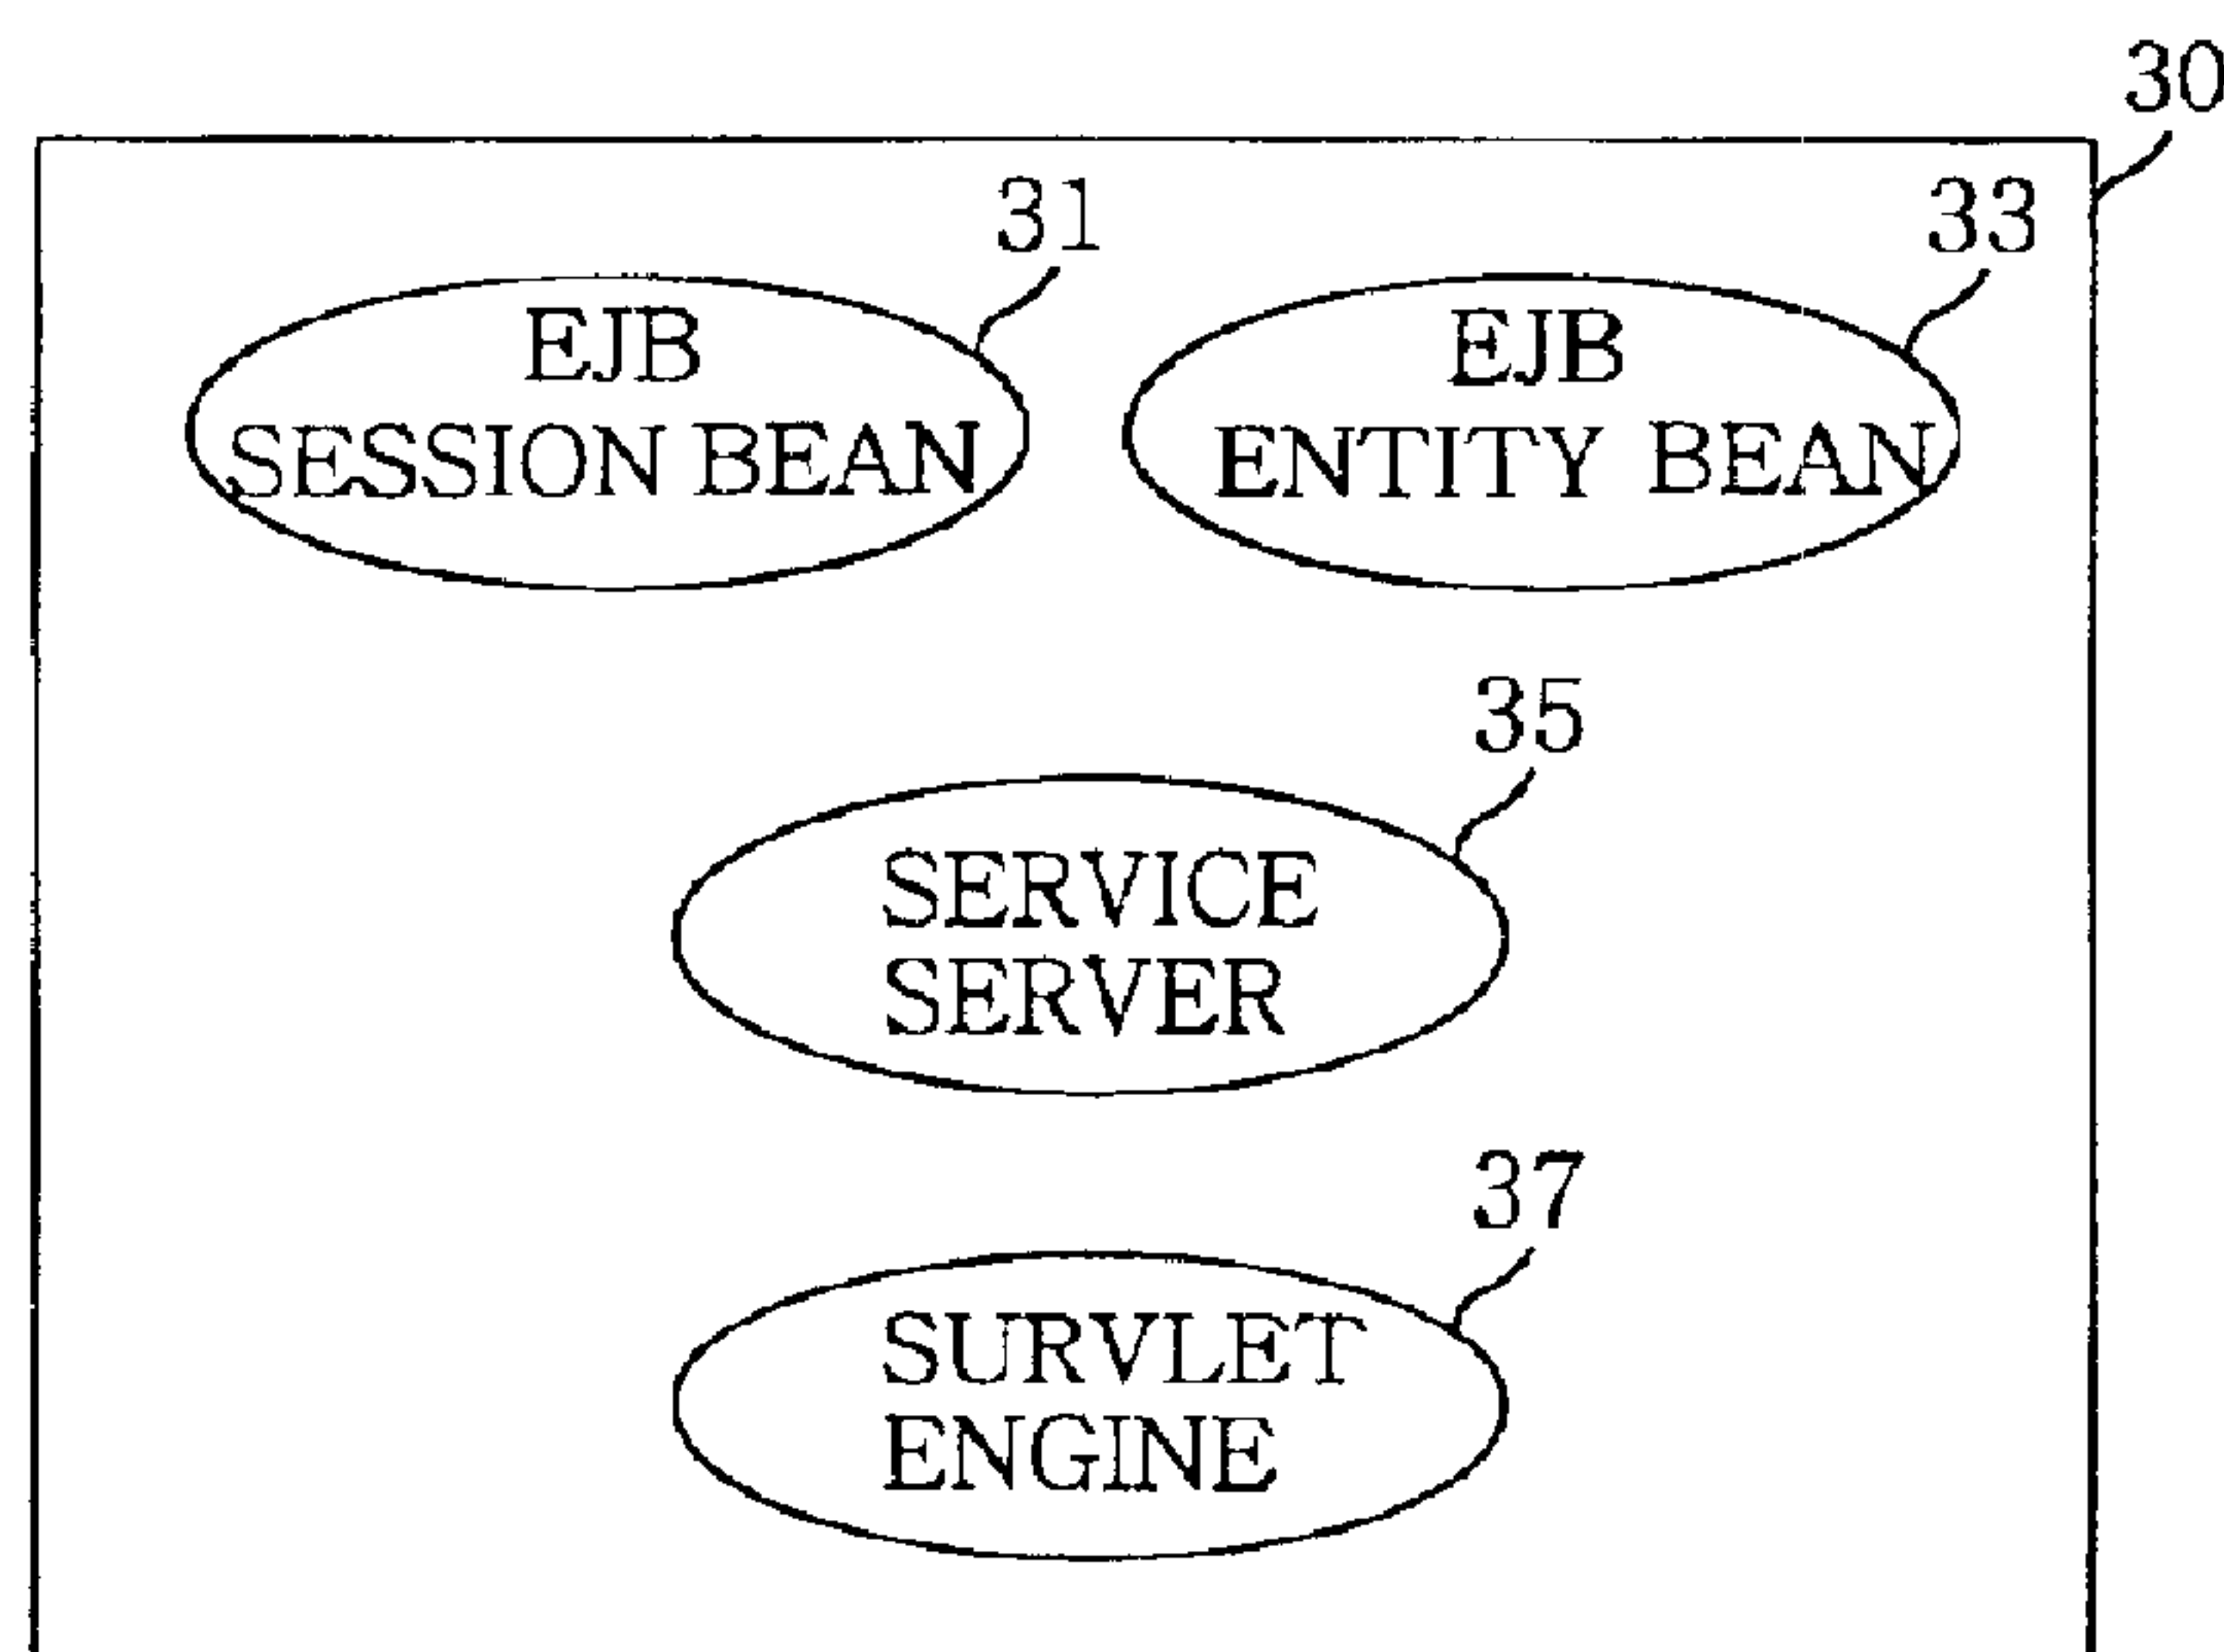 30
31
33
EJB
SESSION BEAN
EJB
ENTITY BEAN
35
SERVICE
SERVER
37
SURVLET
ENGINE